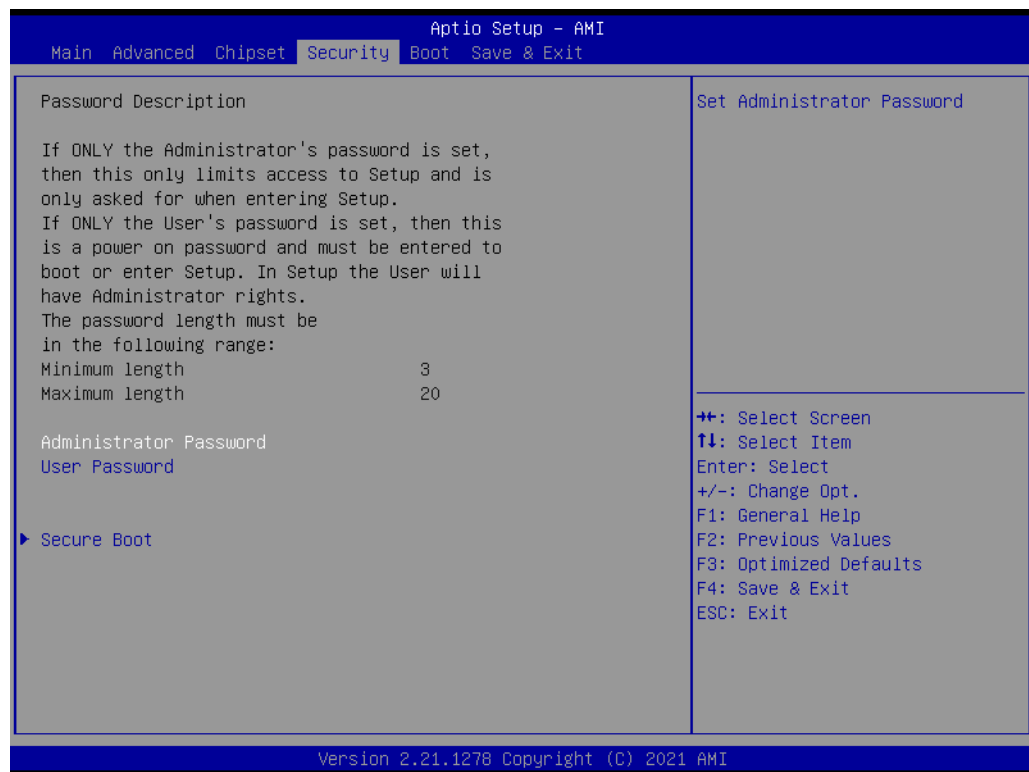 Aptio Setup – AMI
Main Advanced Chipset Security Boot Save & Exit
Password Description
If ONLY the Administrator's password is set,
then this only limits access to Setup and is
only asked for when entering Setup.
If ONLY the User's password is set, then this
is a power on password and must be entered to
boot or enter Setup. In Setup the User will
have Administrator rights.
The password length must be
in the following range:
Minimum length 3
Maximum length 20
Administrator Password
User Password
Secure Boot
Set Administrator Password
→←: Select Screen
↑↓: Select Item
Enter: Select
+/-: Change Opt.
F1: General Help
F2: Previous Values
F3: Optimized Defaults
F4: Save & Exit
ESC: Exit
Version 2.21.1278 Copyright (C) 2021 AMI